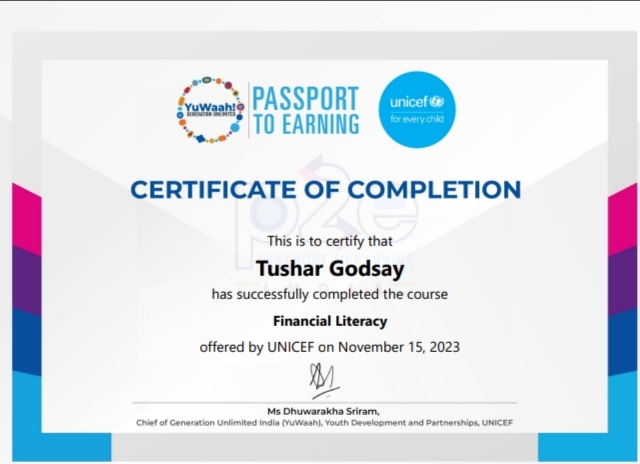 YuWaah!
GENERATION UNLIMITED
PASSPORT
TO EARNING
unicef
for every child
CERTIFICATE OF COMPLETION
p2e
This is to certify that
Tushar Godsay
has successfully completed the course
Financial Literacy
offered by UNICEF on November 15, 2023
Ms Dhuwarakha Sriram,
Chief of Generation Unlimited India (YuWaah), Youth Development and Partnerships, UNICEF